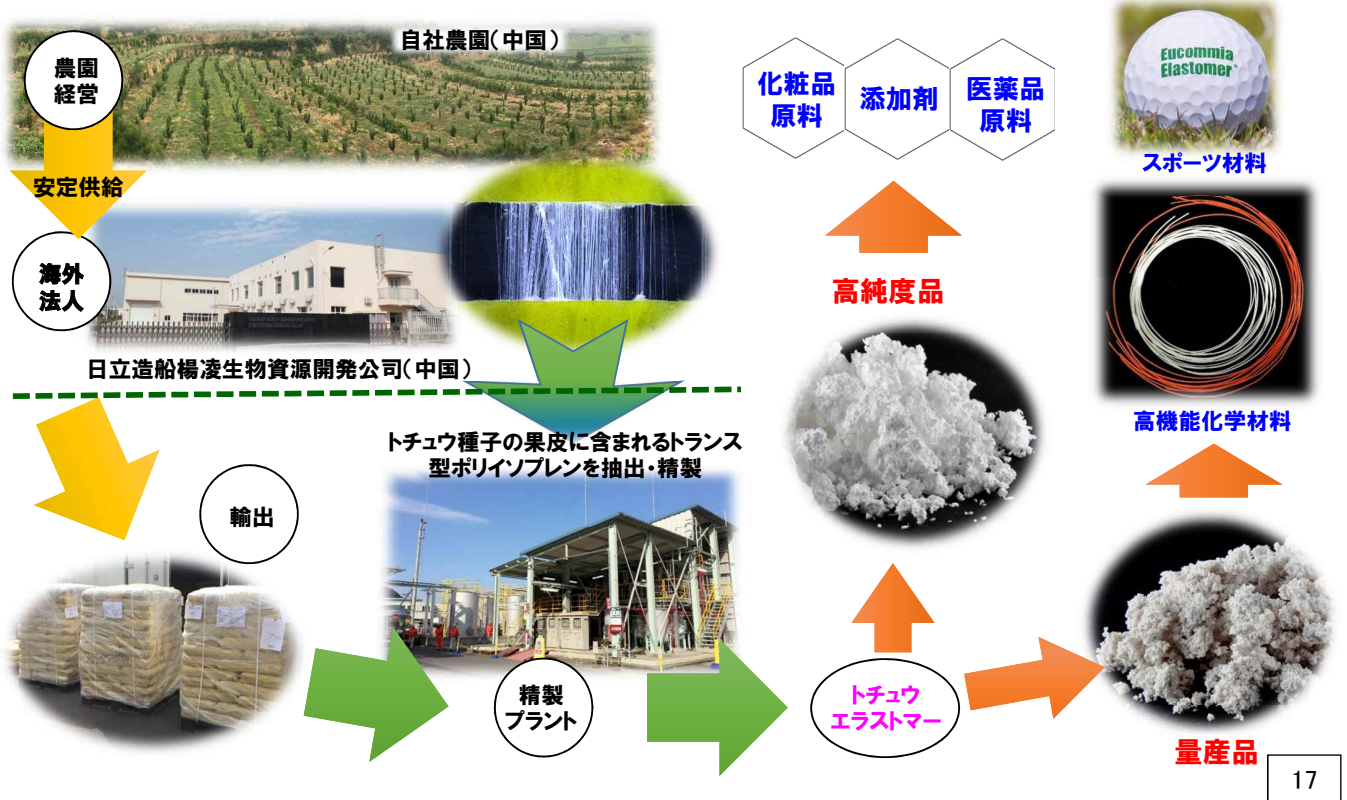 自社農園(中国)
農園
経営
安定供給
海外
法人
日立造船楊凌生物資源開発公司(中国)
輸出
トチュウ種子の果皮に含まれるトランス
型ポリイソプレンを抽出・精製
精製
プラント
トチュウ
エラストマー
高純度品
化粧品
原料
添加剤
医薬品
原料
量産品
高機能化学材料
Eucommia
Elastomer
スポーツ材料
17